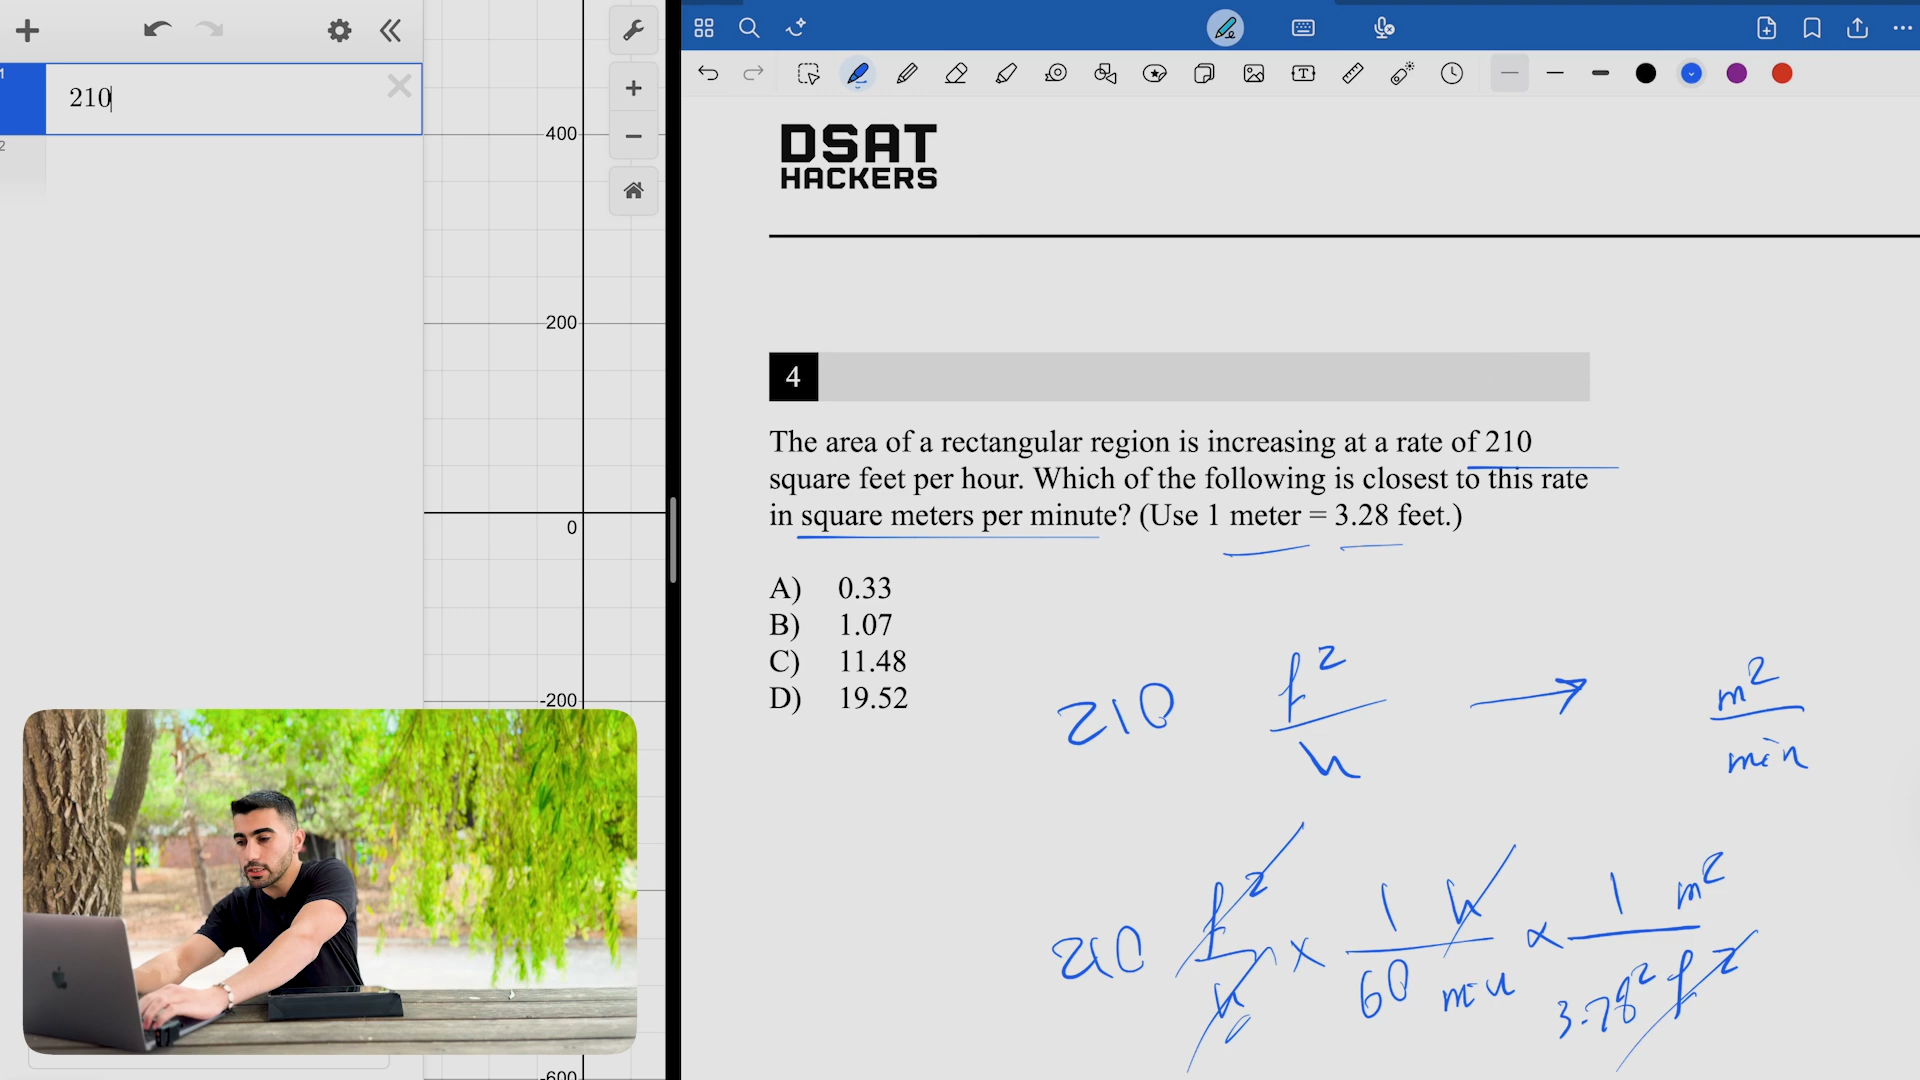 1
210
2
400
200
0
-200
-600
DSAT
HACKERS
4
The area of a rectangular region is increasing at a rate of 210
square feet per hour. Which of the following is closest to this rate
in square meters per minute? (Use 1 meter = 3.28 feet.)
A) 0.33
B) 1.07
C) 11.48
D) 19.52
210 f² / h → m² / min
210 f² / h × 1 h / 60 min × 1 m² / 3.28² f²